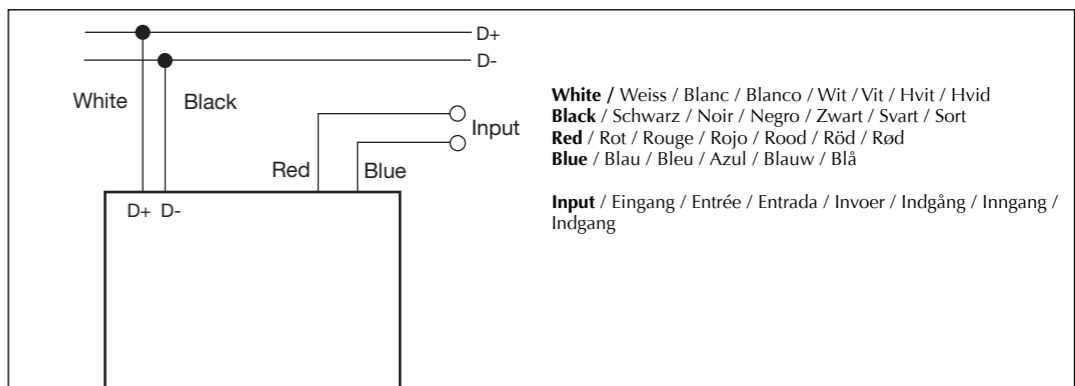 D+
D-
White
Black
Input
Red
Blue
D+ D-
White / Weiss / Blanc / Blanco / Wit / Vit / Hvit / Hvid
Black / Schwarz / Noir / Negro / Zwart / Svart / Sort
Red / Rot / Rouge / Rojo / Rood / Röd / Rød
Blue / Blau / Bleu / Azul / Blauw / Blå
Input / Eingang / Entrée / Entrada / Invoer / Indgång / Inngang /
Indgang